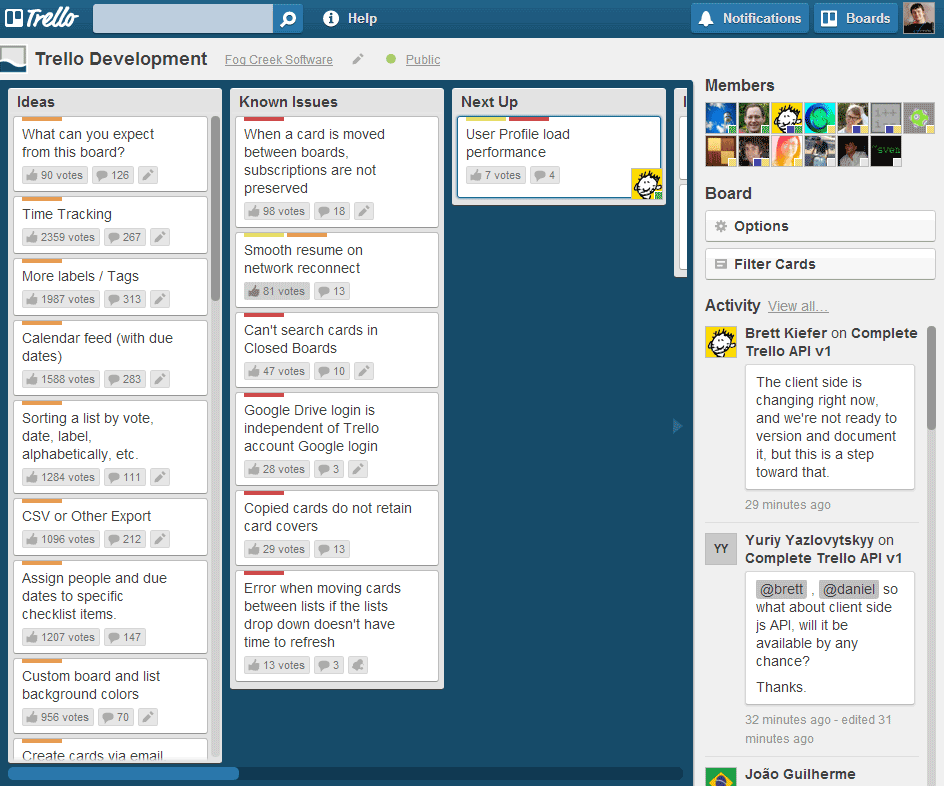 Trello
Help
Notifications
Boards
Trello Development
Fog Creek Software
Public
Ideas
What can you expect
from this board?
90 votes
126
Time Tracking
2359 votes
267
More labels / Tags
1987 votes
313
Calendar feed (with due
dates)
1588 votes
283
Sorting a list by vote,
date, label,
alphabetically, etc.
1284 votes
111
CSV or Other Export
1096 votes
212
Assign people and due
dates to specific
checklist items.
1207 votes
147
Custom board and list
background colors
956 votes
70
Create cards via email
Known Issues
When a card is moved
between boards,
subscriptions are not
preserved
98 votes
18
Smooth resume on
network reconnect
81 votes
13
Can't search cards in
Closed Boards
47 votes
10
Google Drive login is
independent of Trello
account Google login
28 votes
3
Copied cards do not retain
card covers
29 votes
13
Error when moving cards
between lists if the lists
drop down doesn't have
time to refresh
13 votes
3
Next Up
User Profile load
performance
7 votes
4
Members
Board
Options
Filter Cards
Activity View all...
Brett Kiefer on Complete
Trello API v1
The client side is
changing right now,
and we're not ready to
version and document
it, but this is a step
toward that.
29 minutes ago
YY
Yuriy Yazlovytskyy on
Complete Trello API v1
@brett , @daniel so
what about client side
js API, will it be
available by any
chance?
Thanks.
32 minutes ago - edited 31
minutes ago
João Guilherme